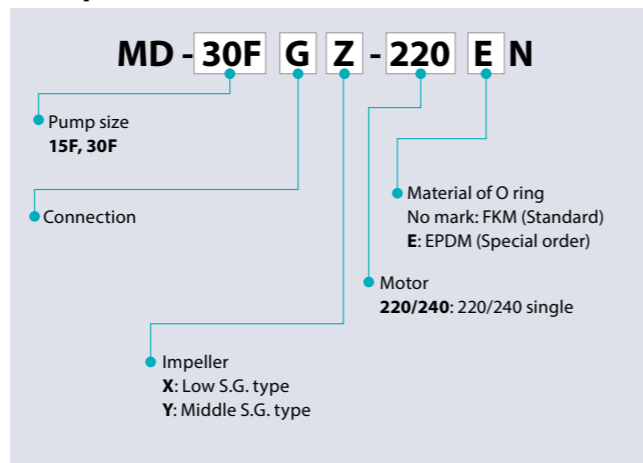 MD - 30F G Z - 220 E N
Pump size
15F, 30F
Connection
Material of O ring
No mark: FKM (Standard)
E: EPDM (Special order)
Motor
220/240: 220/240 single
Impeller
X: Low S.G. type
Y: Middle S.G. type